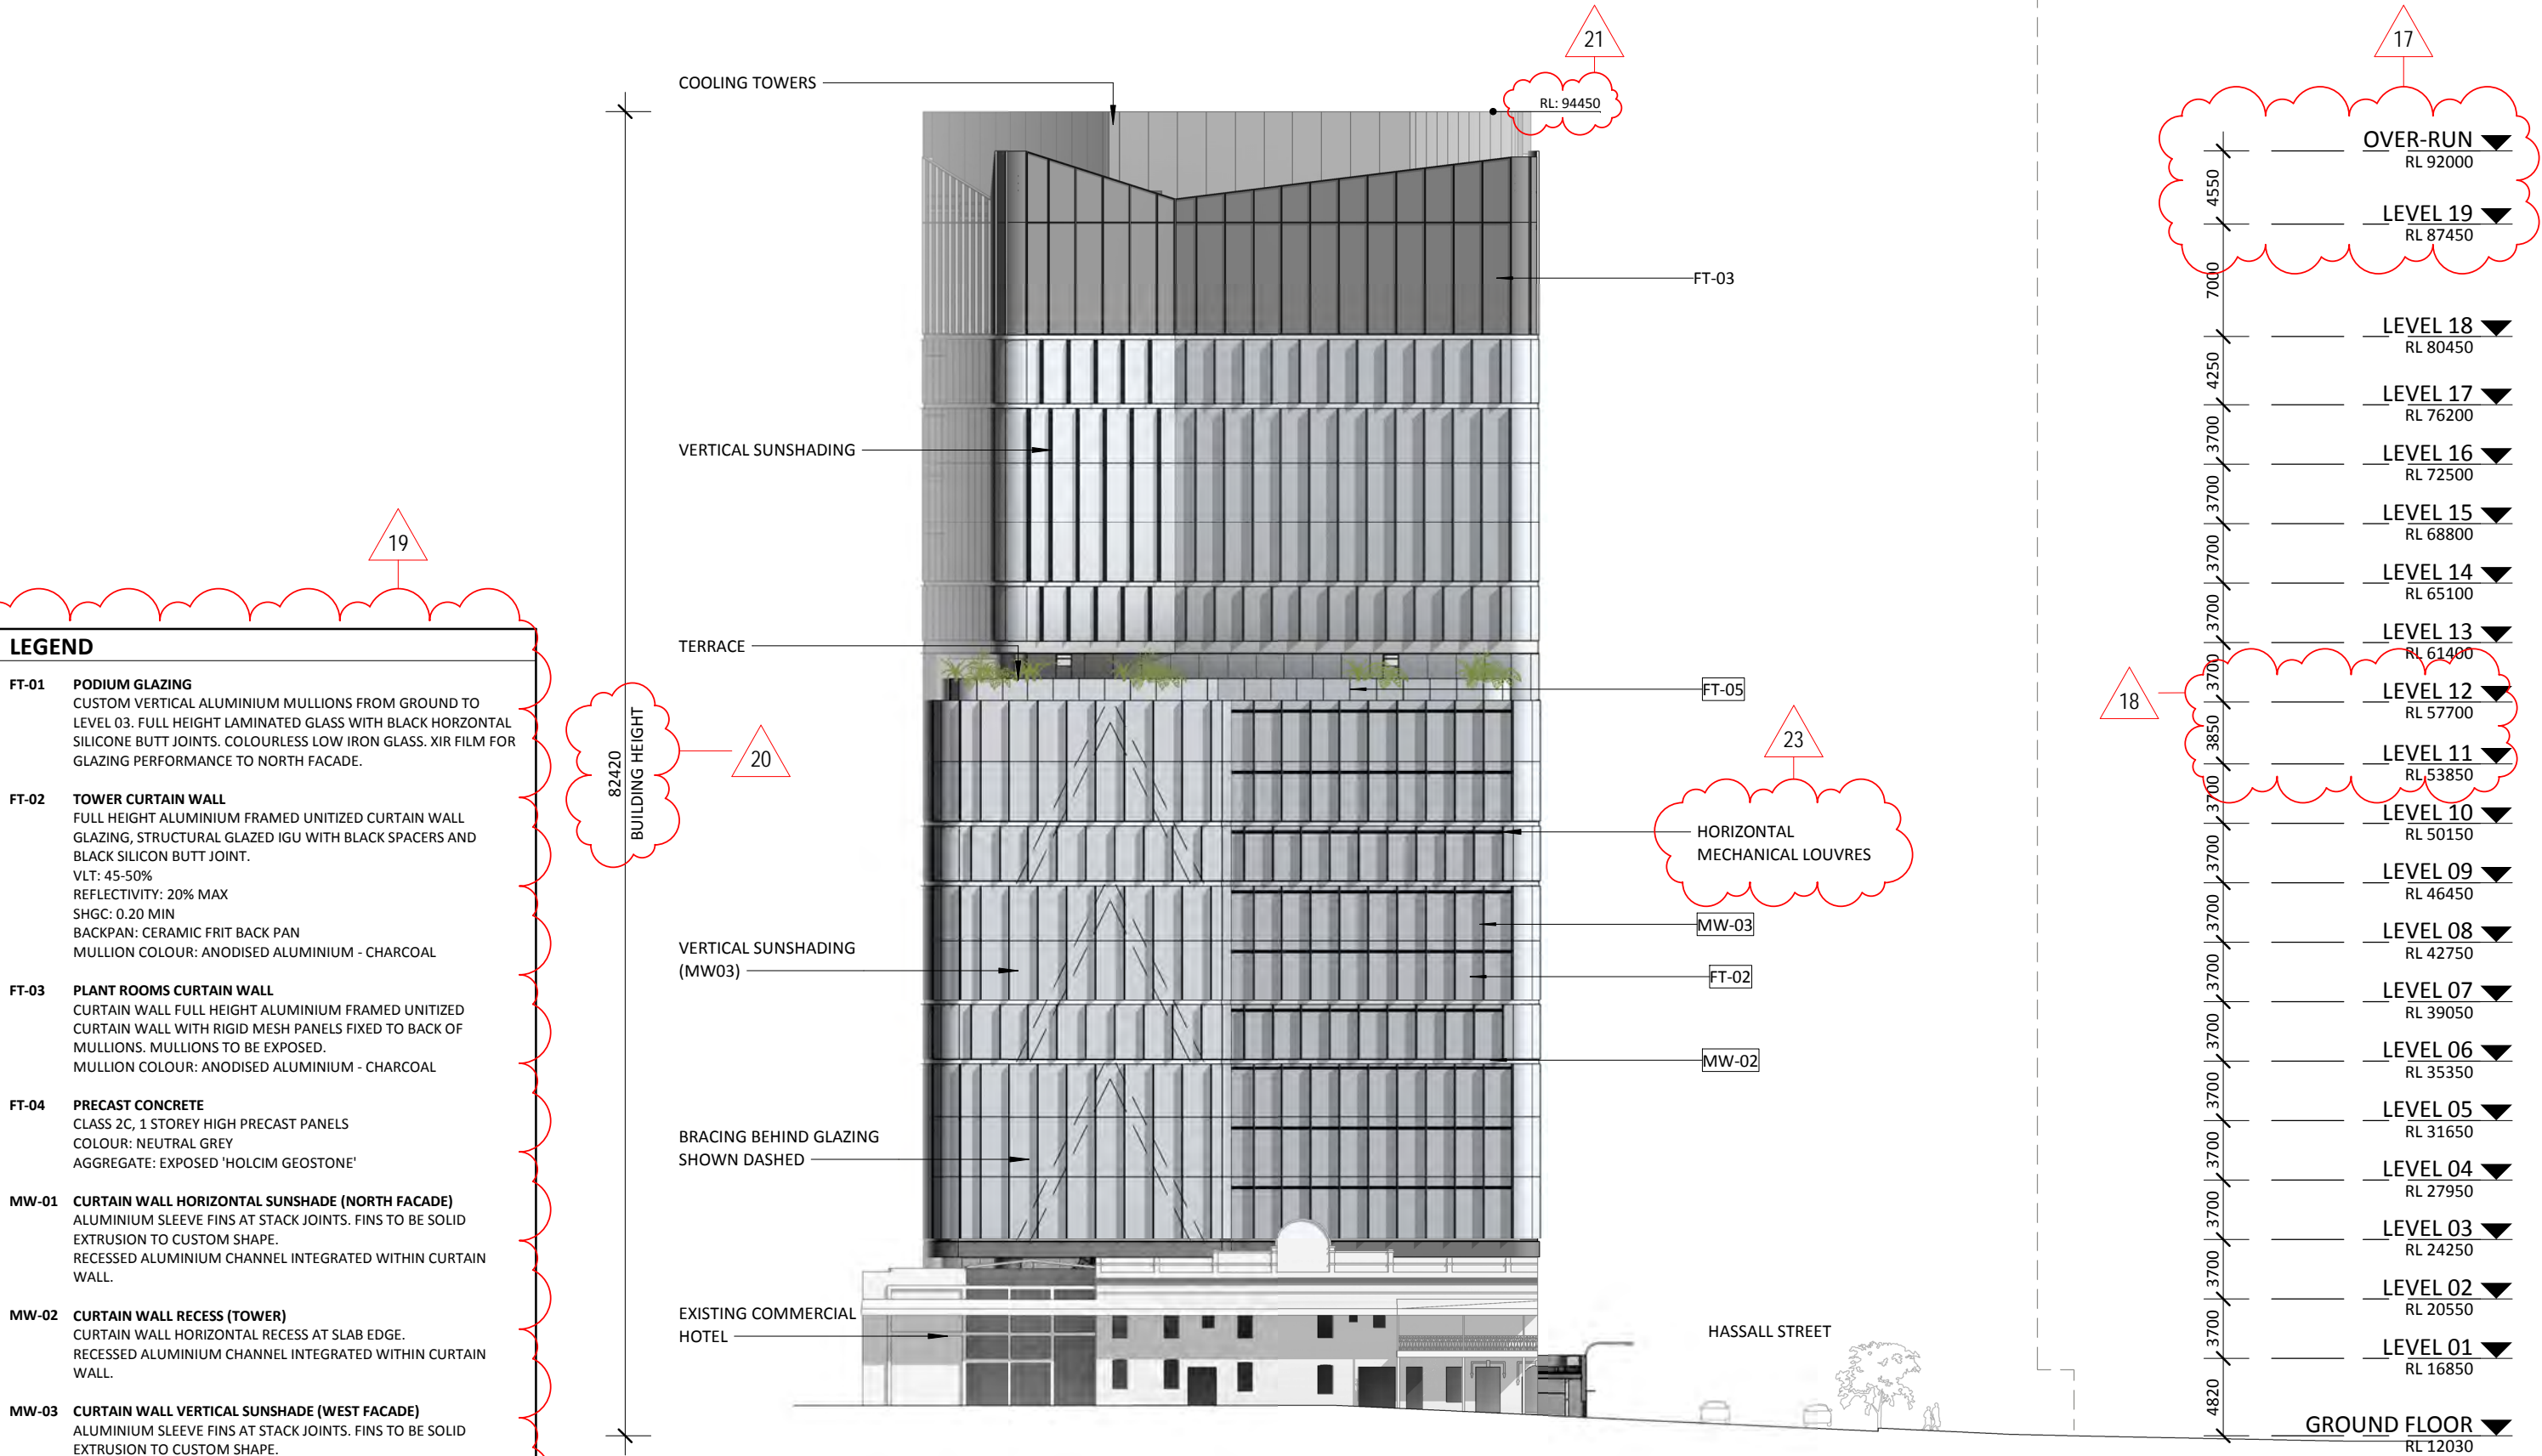 21
17
COOLING TOWERS
RL: 94450
OVER-RUN
RL 92000
4550
LEVEL 19
RL 87450
FT-03
7000
LEVEL 18
RL 80450
4250
LEVEL 17
RL 76200
3700
VERTICAL SUNSHADING
LEVEL 16
RL 72500
3700
LEVEL 15
RL 68800
3700
19
LEVEL 14
RL 65100
3700
LEVEL 13
RL 61400
3700
TERRACE
LEGEND
FT-05
18
LEVEL 12
RL 57700
3850
LEVEL 11
RL 53850
3700
23
20
82420
BUILDING HEIGHT
HORIZONTAL
MECHANICAL LOUVRES
LEVEL 10
RL 50150
3700
LEVEL 09
RL 46450
3700
MW-03
LEVEL 08
RL 42750
3700
VERTICAL SUNSHADING
(MW03)
FT-02
LEVEL 07
RL 39050
3700
MW-02
LEVEL 06
RL 35350
3700
LEVEL 05
RL 31650
3700
BRACING BEHIND GLAZING
SHOWN DASHED
LEVEL 04
RL 27950
3700
LEVEL 03
RL 24250
3700
LEVEL 02
RL 20550
3700
EXISTING COMMERCIAL
HOTEL
HASSALL STREET
LEVEL 01
RL 16850
4820
GROUND FLOOR
RL 12030
FT-01 PODIUM GLAZING
CUSTOM VERTICAL ALUMINIUM MULLIONS FROM GROUND TO
LEVEL 03. FULL HEIGHT LAMINATED GLASS WITH BLACK HORZONTAL
SILICONE BUTT JOINTS. COLOURLESS LOW IRON GLASS. XIR FILM FOR
GLAZING PERFORMANCE TO NORTH FACADE.
FT-02 TOWER CURTAIN WALL
FULL HEIGHT ALUMINIUM FRAMED UNITIZED CURTAIN WALL
GLAZING, STRUCTURAL GLAZED IGU WITH BLACK SPACERS AND
BLACK SILICON BUTT JOINT.
VLT: 45-50%
REFLECTIVITY: 20% MAX
SHGC: 0.20 MIN
BACKPAN: CERAMIC FRIT BACK PAN
MULLION COLOUR: ANODISED ALUMINIUM - CHARCOAL
FT-03 PLANT ROOMS CURTAIN WALL
CURTAIN WALL FULL HEIGHT ALUMINIUM FRAMED UNITIZED
CURTAIN WALL WITH RIGID MESH PANELS FIXED TO BACK OF
MULLIONS. MULLIONS TO BE EXPOSED.
MULLION COLOUR: ANODISED ALUMINIUM - CHARCOAL
FT-04 PRECAST CONCRETE
CLASS 2C, 1 STOREY HIGH PRECAST PANELS
COLOUR: NEUTRAL GREY
AGGREGATE: EXPOSED 'HOLCIM GEOSTONE'
MW-01 CURTAIN WALL HORIZONTAL SUNSHADE (NORTH FACADE)
ALUMINIUM SLEEVE FINS AT STACK JOINTS. FINS TO BE SOLID
EXTRUSION TO CUSTOM SHAPE.
RECESSED ALUMINIUM CHANNEL INTEGRATED WITHIN CURTAIN
WALL.
MW-02 CURTAIN WALL RECESS (TOWER)
CURTAIN WALL HORIZONTAL RECESS AT SLAB EDGE.
RECESSED ALUMINIUM CHANNEL INTEGRATED WITHIN CURTAIN
WALL.
MW-03 CURTAIN WALL VERTICAL SUNSHADE (WEST FACADE)
ALUMINIUM SLEEVE FINS AT STACK JOINTS. FINS TO BE SOLID
EXTRUSION TO CUSTOM SHAPE.